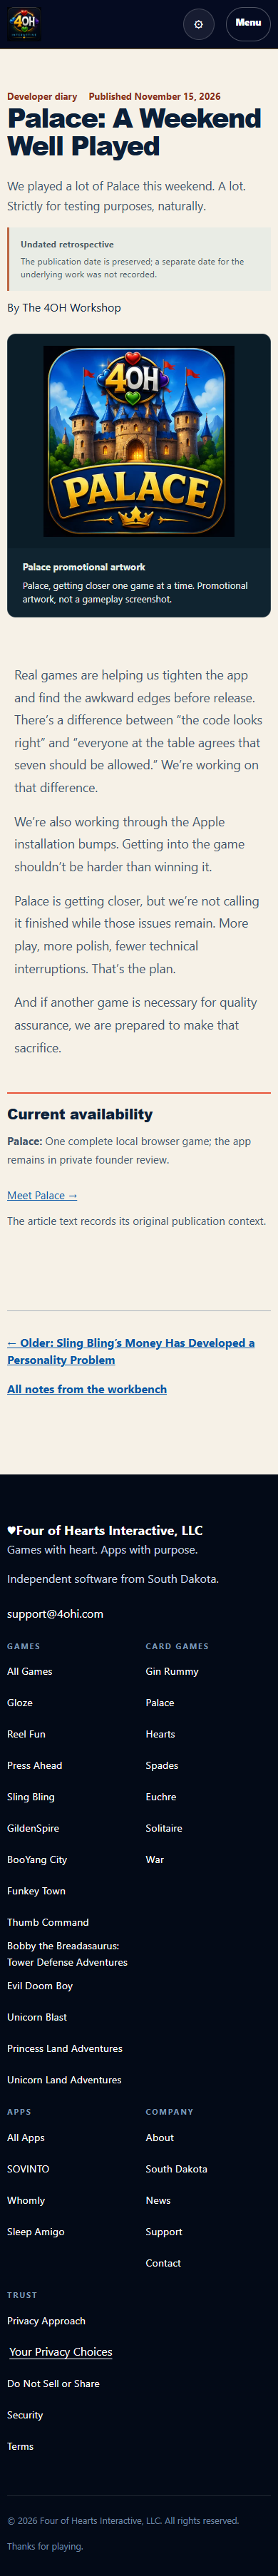 4OH
INTERACTIVE
Menu
Developer diary Published November 15, 2026
Palace: A Weekend
Well Played
We played a lot of Palace this weekend. A lot.
Strictly for testing purposes, naturally.
Undated retrospective
The publication date is preserved; a separate date for the
underlying work was not recorded.
By The 4OH Workshop
4OH
PALACE
Palace promotional artwork
Palace, getting closer one game at a time. Promotional
artwork, not a gameplay screenshot.
Real games are helping us tighten the app
and find the awkward edges before release.
There’s a difference between “the code looks
right” and “everyone at the table agrees that
seven should be allowed.” We’re working on
that difference.
We’re also working through the Apple
installation bumps. Getting into the game
shouldn’t be harder than winning it.
Palace is getting closer, but we’re not calling
it finished while those issues remain. More
play, more polish, fewer technical
interruptions. That’s the plan.
And if another game is necessary for quality
assurance, we are prepared to make that
sacrifice.
Current availability
Palace: One complete local browser game; the app
remains in private founder review.
Meet Palace →
The article text records its original publication context.
← Older: Sling Bling’s Money Has Developed a
Personality Problem
All notes from the workbench
♥Four of Hearts Interactive, LLC
Games with heart. Apps with purpose.
Independent software from South Dakota.
support@4ohi.com
GAMES CARD GAMES
All Games Gin Rummy
Gloze Palace
Reel Fun Hearts
Press Ahead Spades
Sling Bling Euchre
GildenSpire Solitaire
BooYang City War
Funkey Town
Thumb Command
Bobby the Breadasaurus:
Tower Defense Adventures
Evil Doom Boy
Unicorn Blast
Princess Land Adventures
Unicorn Land Adventures
APPS COMPANY
All Apps About
SOVINTO South Dakota
Whomly News
Sleep Amigo Support
Contact
TRUST
Privacy Approach
Your Privacy Choices
Do Not Sell or Share
Security
Terms
© 2026 Four of Hearts Interactive, LLC. All rights reserved.
Thanks for playing.